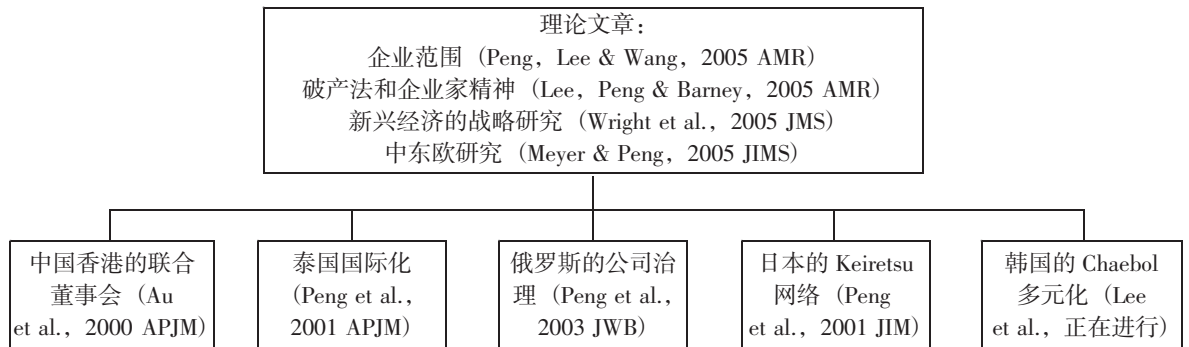 理论文章：
企业范围（Peng，Lee & Wang，2005 AMR）
破产法和企业家精神（Lee，Peng & Barney，2005 AMR）
新兴经济的战略研究（Wright et al.，2005 JMS）
中东欧研究（Meyer & Peng，2005 JIMS）
中国香港的联合
董事会（Au
et al.，2000 APJM）
泰国国际化
（Peng et al.，
2001 APJM）
俄罗斯的公司治
理（Peng et al.，
2003 JWB）
日本的 Keiretsu
网络（Peng
et al.，2001 JIM）
韩国的 Chaebol
多元化（Lee
et al.，正在进行）